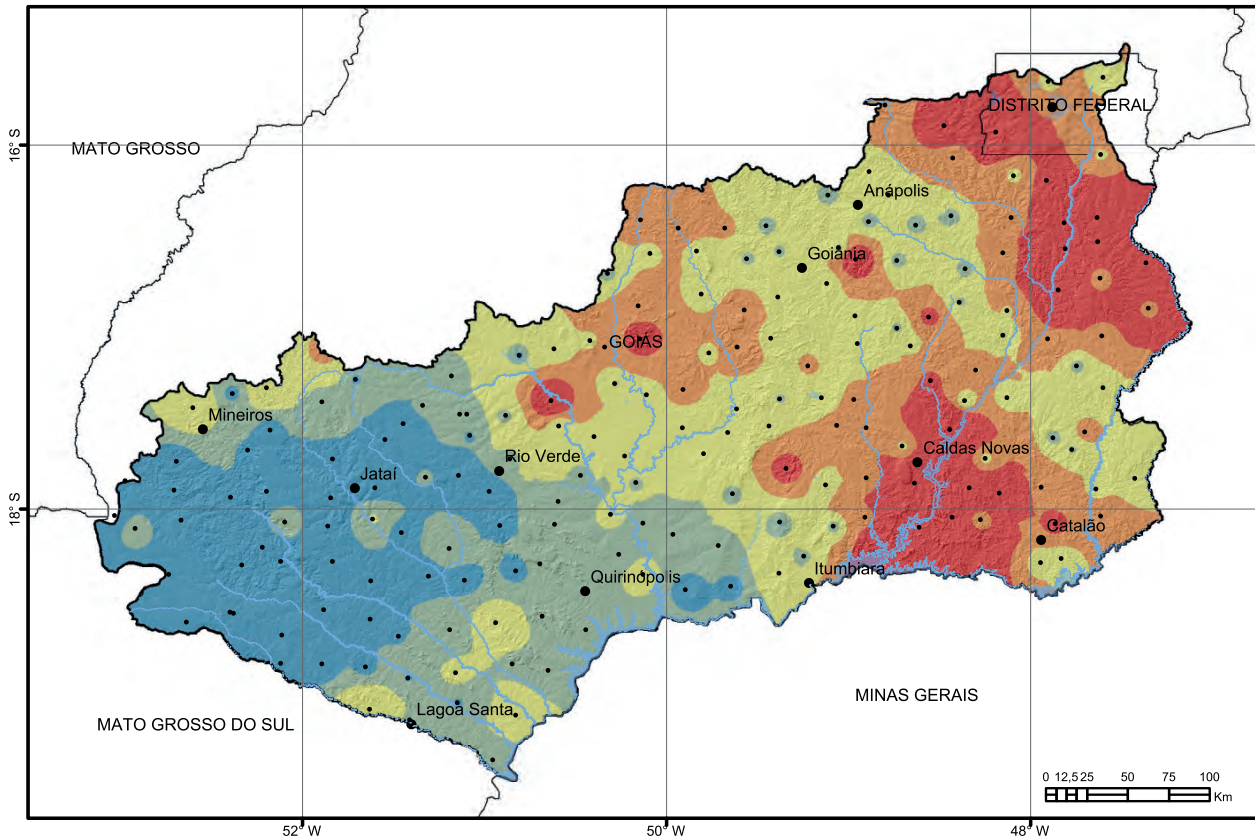 DISTRITO FEDERAL
16°S
MATO GROSSO
Anápolis
Goiânia
GOIÁS
Mineiros
Caldas Novas
Rio Verde
Jataí
18°S
Catalão
Itumbiara
Quirinópolis
MINAS GERAIS
Lagoa Santa
MATO GROSSO DO SUL
0 12,5 25 50 75 100
Km
52°W 50°W 48°W